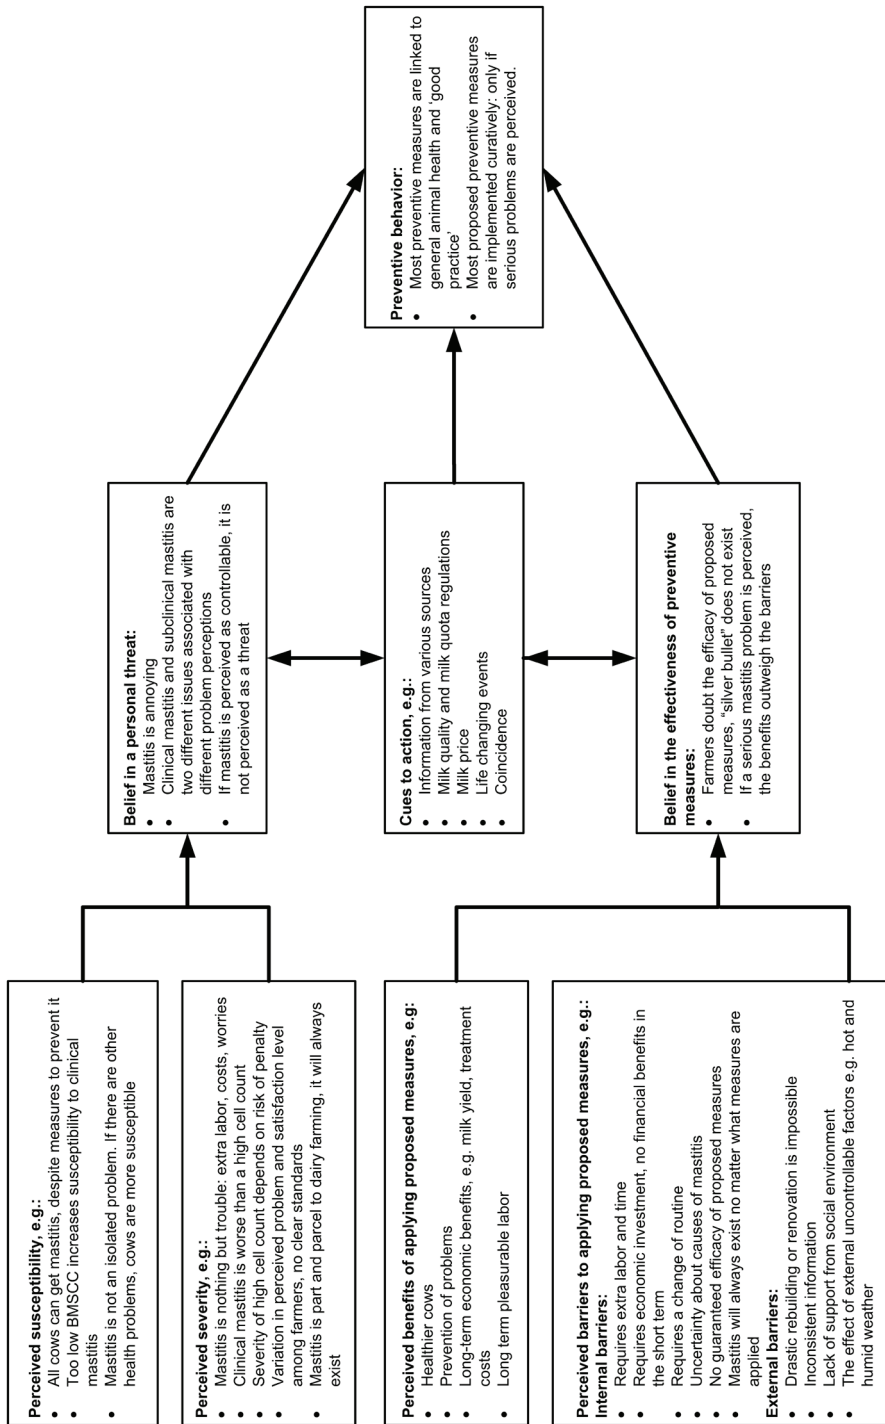 Perceived susceptibility, e.g.:
• All cows can get mastitis, despite measures to prevent it
• Too low BMSCC increases susceptibility to clinical
mastitis
• Mastitis is not an isolated problem. If there are other
health problems, cows are more susceptible
Perceived severity, e.g.:
• Mastitis is nothing but trouble: extra labor, costs, worries
• Clinical mastitis is worse than a high cell count
• Severity of high cell count depends on risk of penalty
• Variation in perceived problem and satisfaction level
among farmers, no clear standards
• Mastitis is part and parcel to dairy farming, it will always
exist
Perceived benefits of applying proposed measures, e.g:
• Healthier cows
• Prevention of problems
• Long-term economic benefits, e.g. milk yield, treatment
costs
• Long term pleasurable labor
Perceived barriers to applying proposed measures, e.g.:
Internal barriers:
• Requires extra labor and time
• Requires economic investment, no financial benefits in
the short term
• Requires a change of routine
• Uncertainty about causes of mastitis
• No guaranteed efficacy of proposed measures
• Mastitis will always exist no matter what measures are
applied
External barriers:
• Drastic rebuilding or renovation is impossible
• Inconsistent information
• Lack of support from social environment
• The effect of external uncontrollable factors e.g. hot and
humid weather
Belief in a personal threat:
• Mastitis is annoying
• Clinical mastitis and subclinical mastitis are
two different issues associated with
different problem perceptions
• If mastitis is perceived as controllable, it is
not perceived as a threat
Cues to action, e.g.:
• Information from various sources
• Milk quality and milk quota regulations
• Milk price
• Life changing events
• Coincidence
Belief in the effectiveness of preventive
measures:
• Farmers doubt the efficacy of proposed
measures, “silver bullet” does not exist
• If a serious mastitis problem is perceived,
the benefits outweigh the barriers
Preventive behavior:
• Most preventive measures are linked to
general animal health and ‘good
practice’
• Most proposed preventive measures
are implemented curatively: only if
serious problems are perceived.